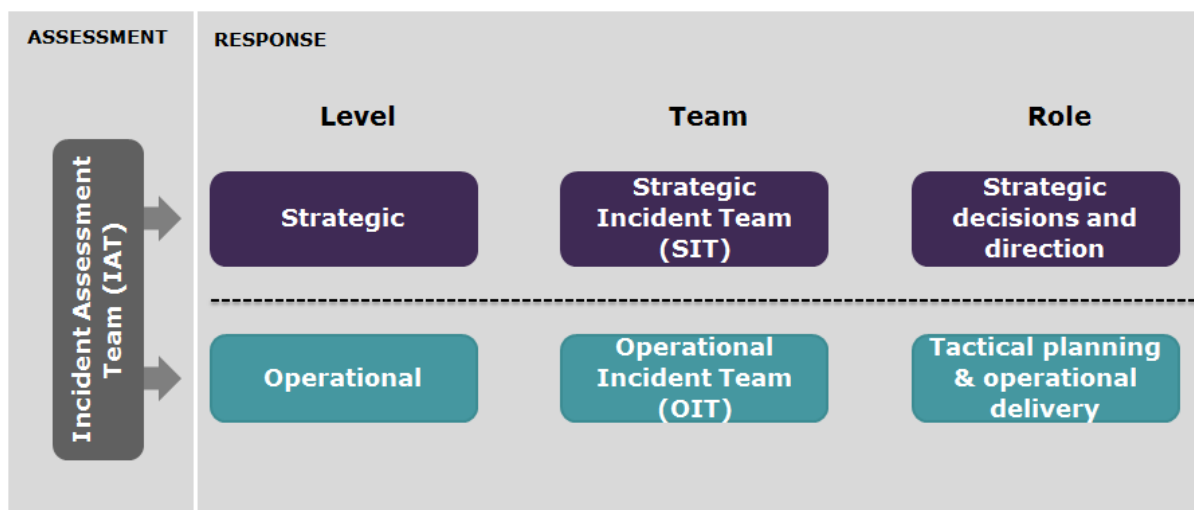 ASSESSMENT
RESPONSE
Level
Team
Role
Incident Assessment
Team (IAT)
Strategic
Strategic
Incident Team
(SIT)
Strategic
decisions and
direction
Operational
Operational
Incident Team
(OIT)
Tactical planning
& operational
delivery